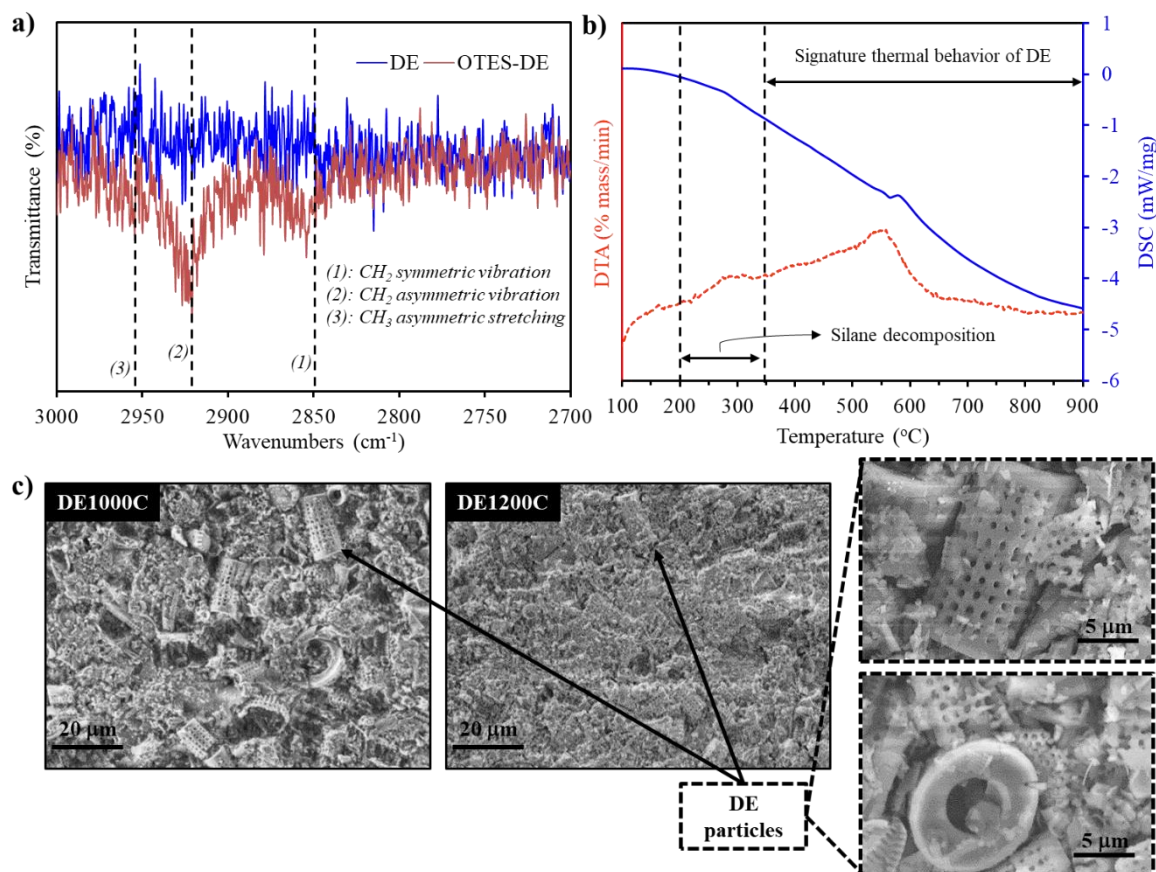 a)
DE OTES-DE
Transmittance (%)
(1): CH₂ symmetric vibration
(2): CH₂ asymmetric vibration
(3): CH₃ asymmetric stretching
(3) (2) (1)
3000 2950 2900 2850 2800 2750 2700
Wavenumbers (cm⁻¹)
b)
Signature thermal behavior of DE
Silane decomposition
DTA (% mass/min)
DSC (mW/mg)
1
0
-1
-2
-3
-4
-5
-6
100 200 300 400 500 600 700 800 900
Temperature (°C)
c)
DE1000C
20 µm
DE1200C
20 µm
DE
particles
5 µm
5 µm